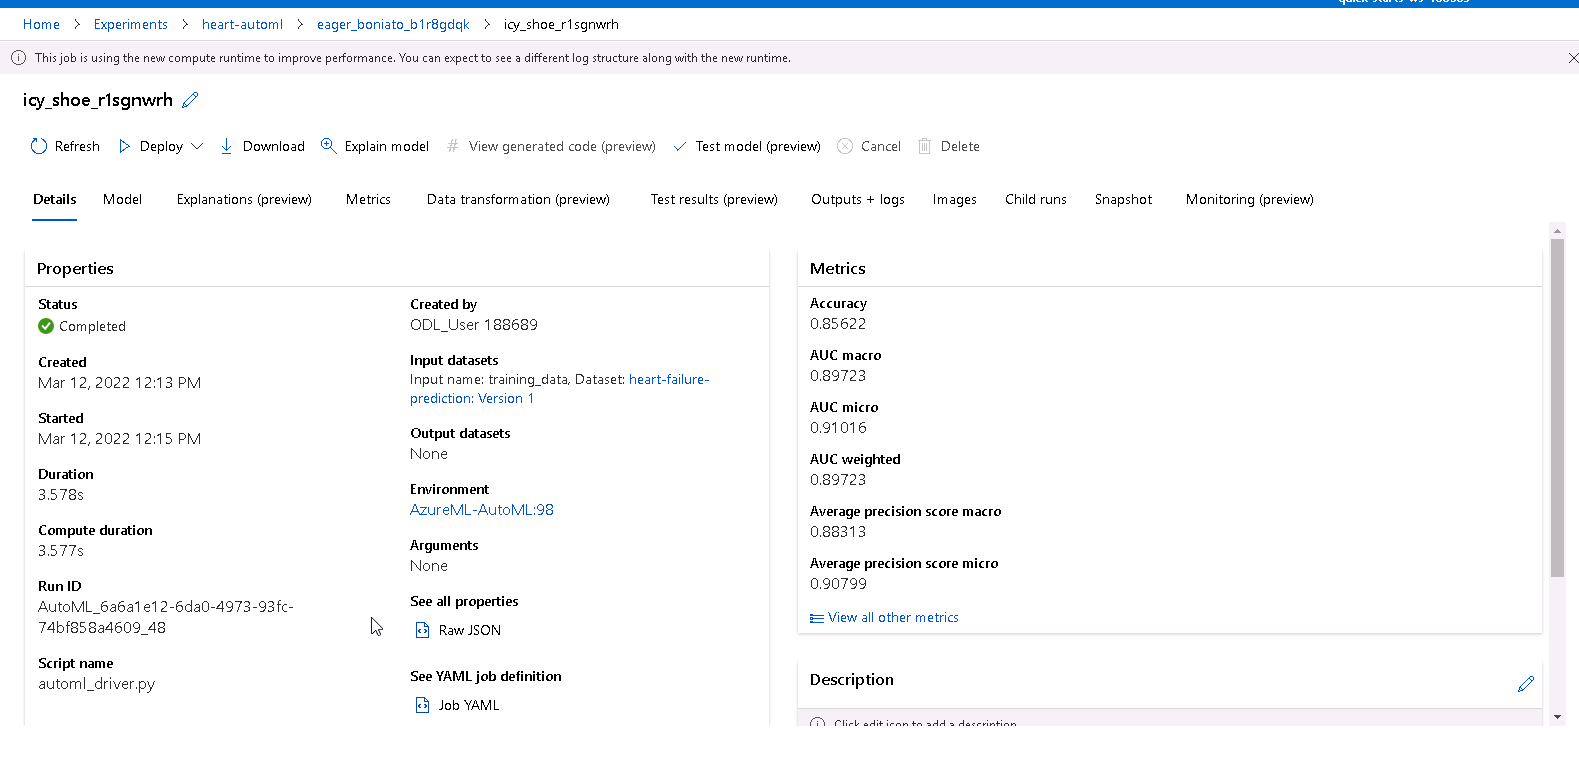 Home > Experiments > heart-automl > eager_boniato_b1r8gdqk > icy_shoe_r1sgnwrh
This job is using the new compute runtime to improve performance. You can expect to see a different log structure along with the new runtime.
icy_shoe_r1sgnwrh
Refresh Deploy Download Explain model # View generated code (preview) Test model (preview) Cancel Delete
Details Model Explanations (preview) Metrics Data transformation (preview) Test results (preview) Outputs + logs Images Child runs Snapshot Monitoring (preview)
Properties
Status
Completed
Created
Mar 12, 2022 12:13 PM
Started
Mar 12, 2022 12:15 PM
Duration
3.578s
Compute duration
3.577s
Run ID
AutoML_6a6a1e12-6da0-4973-93fc-
74bf858a4609_48
Script name
automl_driver.py
Created by
ODL_User 188689
Input datasets
Input name: training_data, Dataset: heart-failure-
prediction: Version 1
Output datasets
None
Environment
AzureML-AutoML:98
Arguments
None
See all properties
Raw JSON
See YAML job definition
Job YAML
Metrics
Accuracy
0.85622
AUC macro
0.89723
AUC micro
0.91016
AUC weighted
0.89723
Average precision score macro
0.88313
Average precision score micro
0.90799
View all other metrics
Description
Click edit icon to add a description